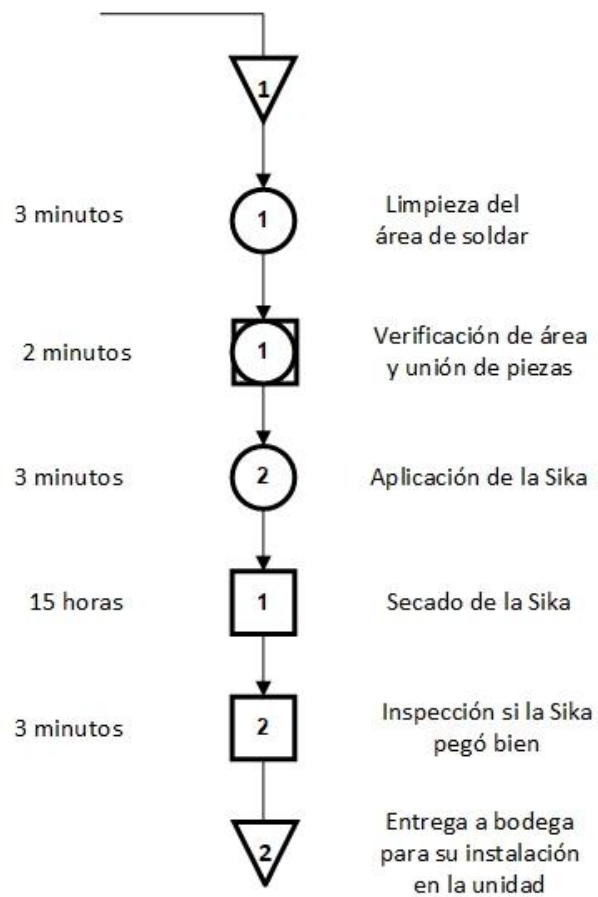 1
3 minutos
1
Limpieza del
área de soldar
2 minutos
1
Verificación de área
y unión de piezas
3 minutos
2
Aplicación de la Sika
15 horas
1
Secado de la Sika
3 minutos
2
Inspección si la Sika
pegó bien
2
Entrega a bodega
para su instalación
en la unidad